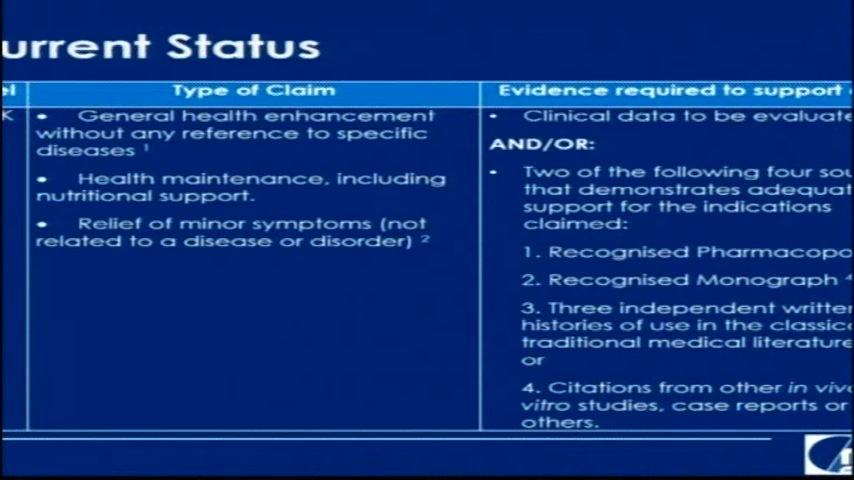 urrent Status
el
Type of Claim
Evidence required to support
K
• General health enhancement
without any reference to specific
diseases ¹
• Health maintenance, including
nutritional support.
• Relief of minor symptoms (not
related to a disease or disorder) ²
• Clinical data to be evaluate
AND/OR:
• Two of the following four sou
that demonstrates adequat
support for the indications
claimed:
1. Recognised Pharmacopo
2. Recognised Monograph ⁴
3. Three independent written
histories of use in the classic
traditional medical literature
or
4. Citations from other in viv
vitro studies, case reports or
others.